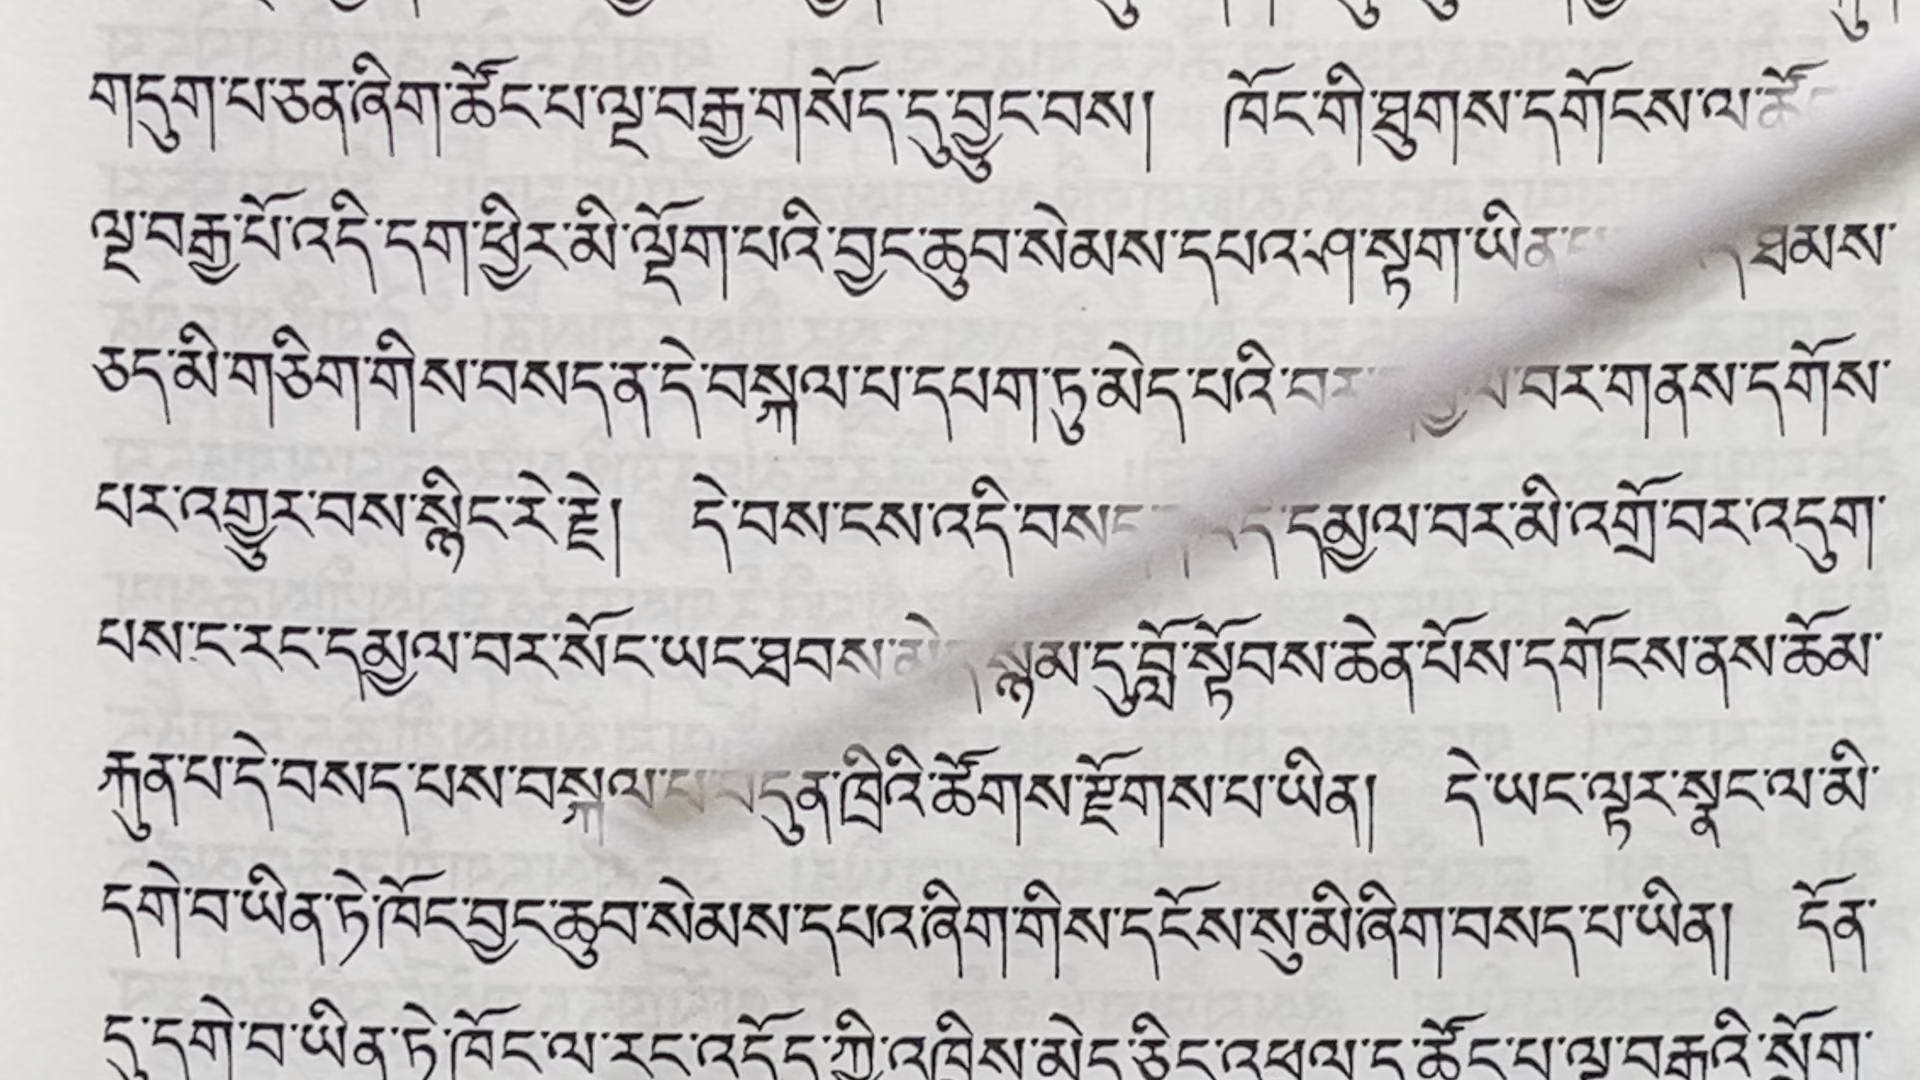 གདུག་པ་ཅན་ཞིག་ཚོང་པ་ལྔ་བརྒྱ་གསོད་དུ་བྱུང་བས། ཁོང་གི་ཐུགས་དགོངས་ལ་
ལྔ་བརྒྱ་པོ་འདི་དག་ཕྱིར་མི་ལྡོག་པའི་བྱང་ཆུབ་སེམས་དཔའ་ཤ་སྟག་ཡིན་ ཐམས་
ཅད་མི་གཅིག་གིས་བསད་ན་དེ་བསྐལ་པ་དཔག་ཏུ་མེད་པའི་བར་ བར་གནས་དགོས་
པར་འགྱུར་བས་སྙིང་རེ་རྗེ། དེ་བས་ངས་འདི་ དམྱལ་བར་མི་འགྲོ་བར་འདུག་
པས་ང་རང་དམྱལ་བར་སོང་ཡང་ཐབས་ སྙམ་དུ་བློ་སྟོབས་ཆེན་པོས་དགོངས་ནས་ཆོམ་
རྐུན་པ་དེ་བསད་པས་བསྐལ་པ་ ཁྲིའི་ཚོགས་རྫོགས་པ་ཡིན། དེ་ཡང་ལྟར་སྣང་ལ་མི་
དགེ་བ་ཡིན་ཏེ་ཁོང་བྱང་ཆུབ་སེམས་དཔའ་ཞིག་གིས་དངོས་སུ་མི་ཞིག་བསད་པ་ཡིན། དོན་
དུ་དགེ་བ་ཡིན་ཏེ་ཁོང་ལ་རང་འདོད་ཀྱི་འཁྲིས་མེད་ཅིང་འཕལ་ད་ཚོང་པ་ལྔ་བརྒྱའི་སྲོག་